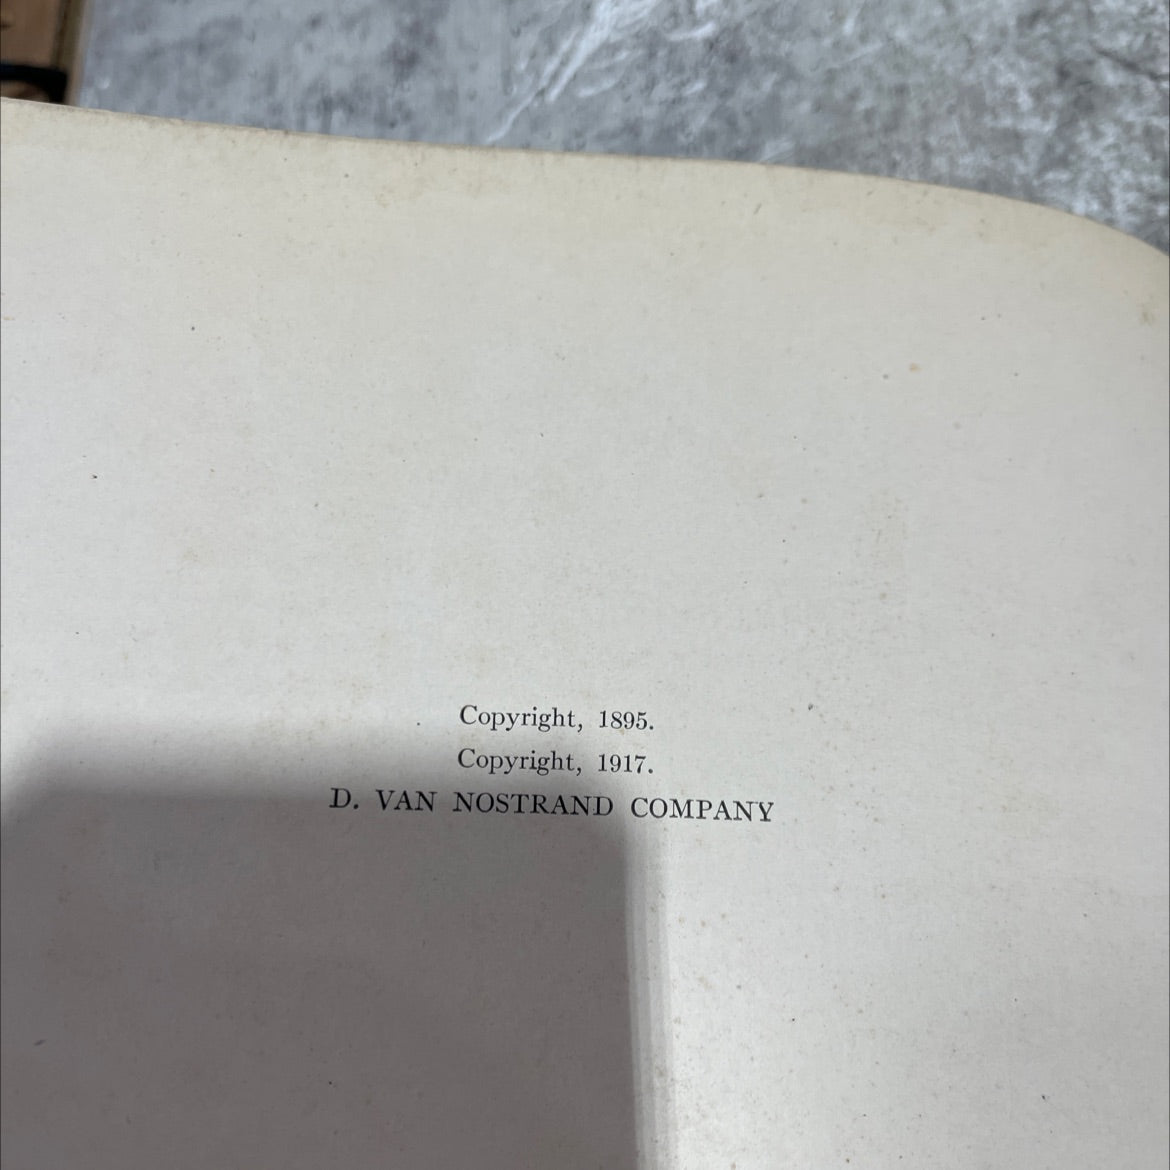 Copyright, 1895.
Copyright, 1917.
D. VAN NOSTRAND COMPANY